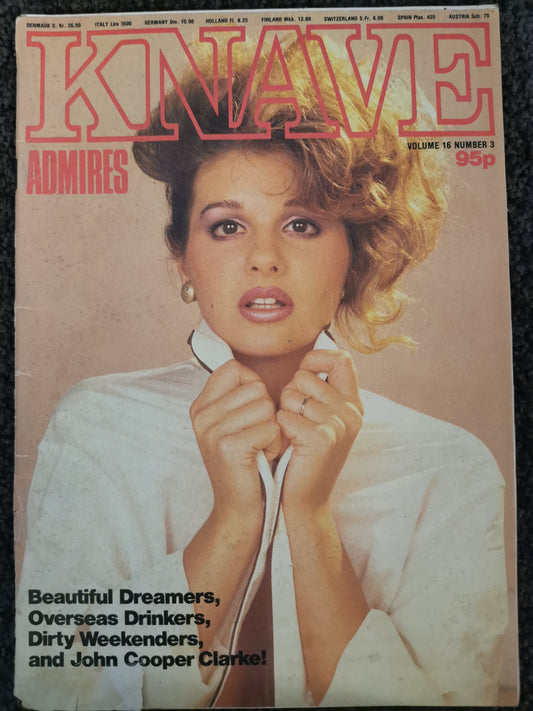 DENMARK D. Kr. 26.50 ITALY Lire 3500 GERMANY Dm. 10.90 HOLLAND Fl. 8.25 FINLAND Mkk. 13.80 SWITZERLAND S.Fr. 6.00 SPAIN Ptas. 425 AUSTRIA Sch. 75
KNAVE
VOLUME 16 NUMBER 3
ADMIRES
95p
Beautiful Dreamers,
Overseas Drinkers,
Dirty Weekenders,
and John Cooper Clarke!